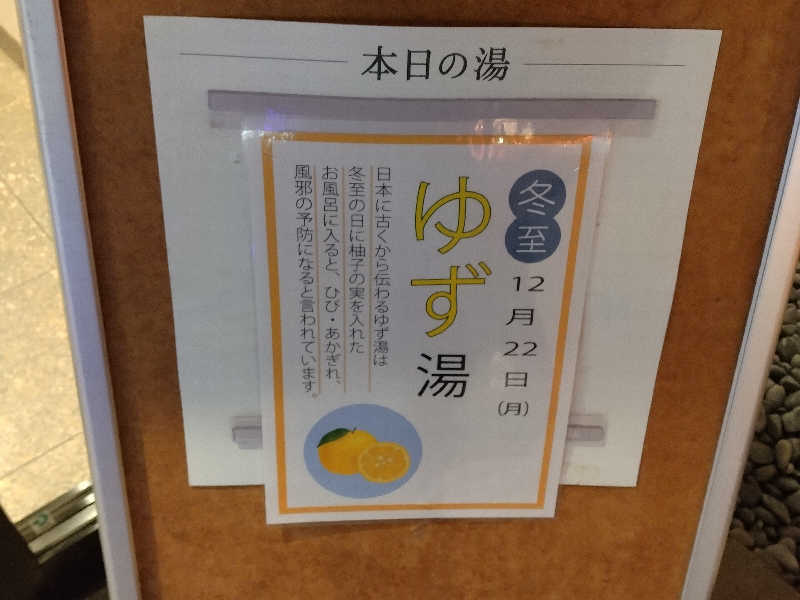 本日の湯
冬至
12月22日(月)
ゆず湯
日本に古くから伝わるゆず湯は
冬至の日に柚子の実を入れた
お風呂に入ると、ひび・あかぎれ、
風邪の予防になると言われています。